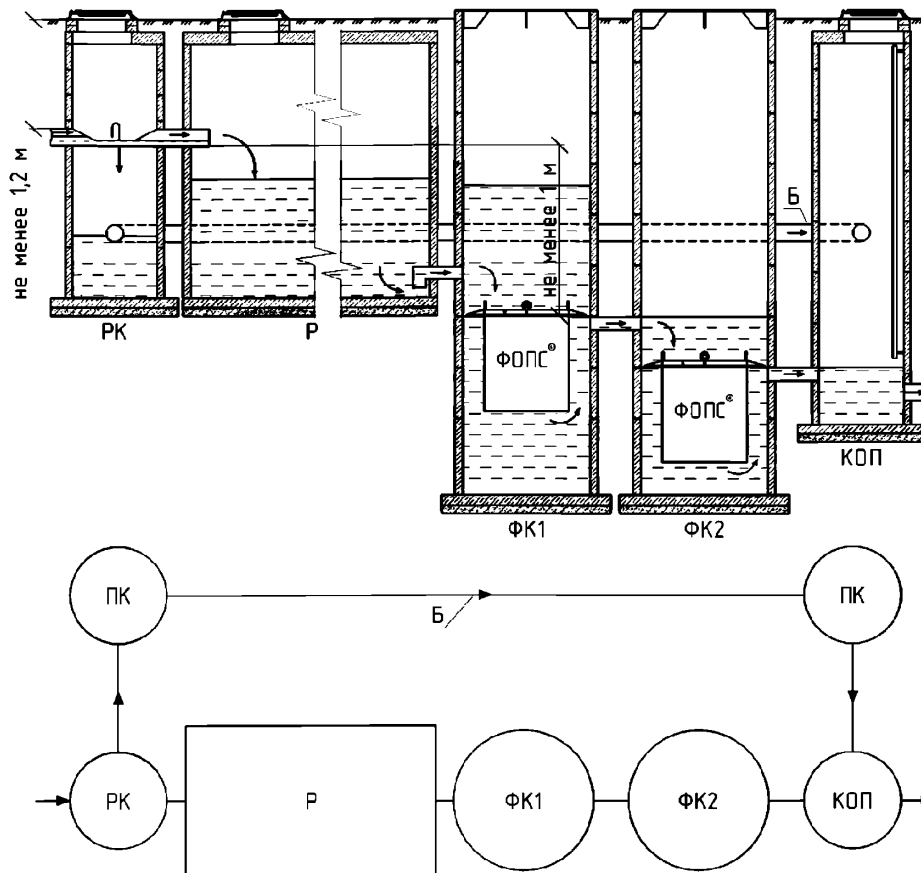 не менее 1,2 м
не менее 1 м
Б
ФОПС®
ФОПС®
РК
Р
ФК1
ФК2
КОП
ПК
Б
ПК
РК
Р
ФК1
ФК2
КОП